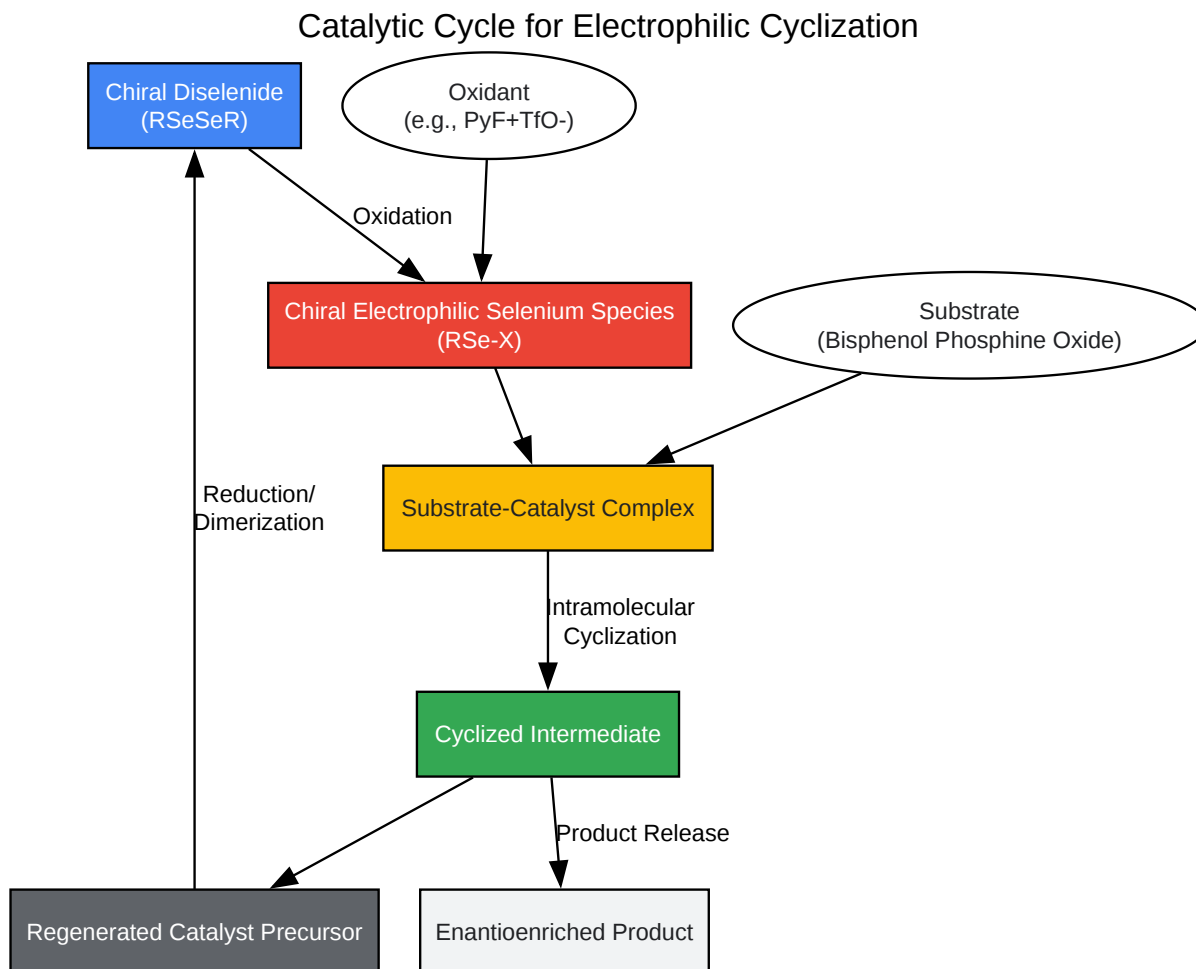 Catalytic Cycle for Electrophilic Cyclization
Chiral Diselenide
(RSeSeR)
Oxidant
(e.g., PyF+TfO-)
Oxidation
Chiral Electrophilic Selenium Species
(RSe-X)
Substrate
(Bisphenol Phosphine Oxide)
Substrate-Catalyst Complex
Reduction/
Dimerization
Intramolecular
Cyclization
Cyclized Intermediate
Product Release
Regenerated Catalyst Precursor
Enantioenriched Product